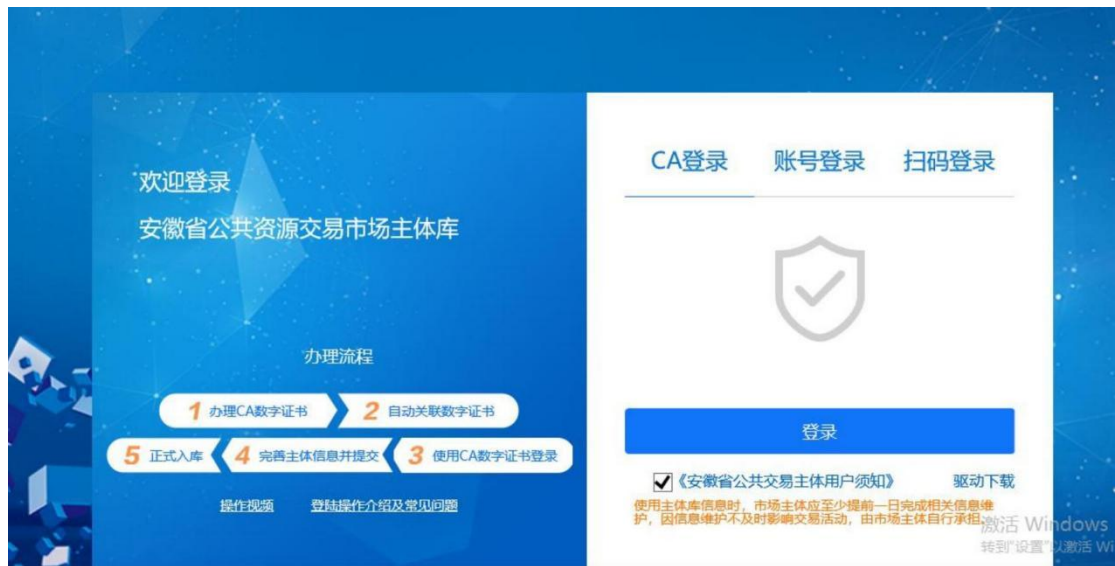 欢迎登录
安徽省公共资源交易市场主体库
办理流程
1 办理CA数字证书 2 自动关联数字证书
5 正式入库 4 完善主体信息并提交 3 使用CA数字证书登录
操作视频 登陆操作介绍及常见问题
CA登录 账号登录 扫码登录
登录
《安徽省公共交易主体用户须知》 驱动下载
使用主体库信息时，市场主体应至少提前一日完成相关信息维
护，因信息维护不及时影响交易活动，由市场主体自行承担。
激活 Windows
转到"设置"以激活 Wi